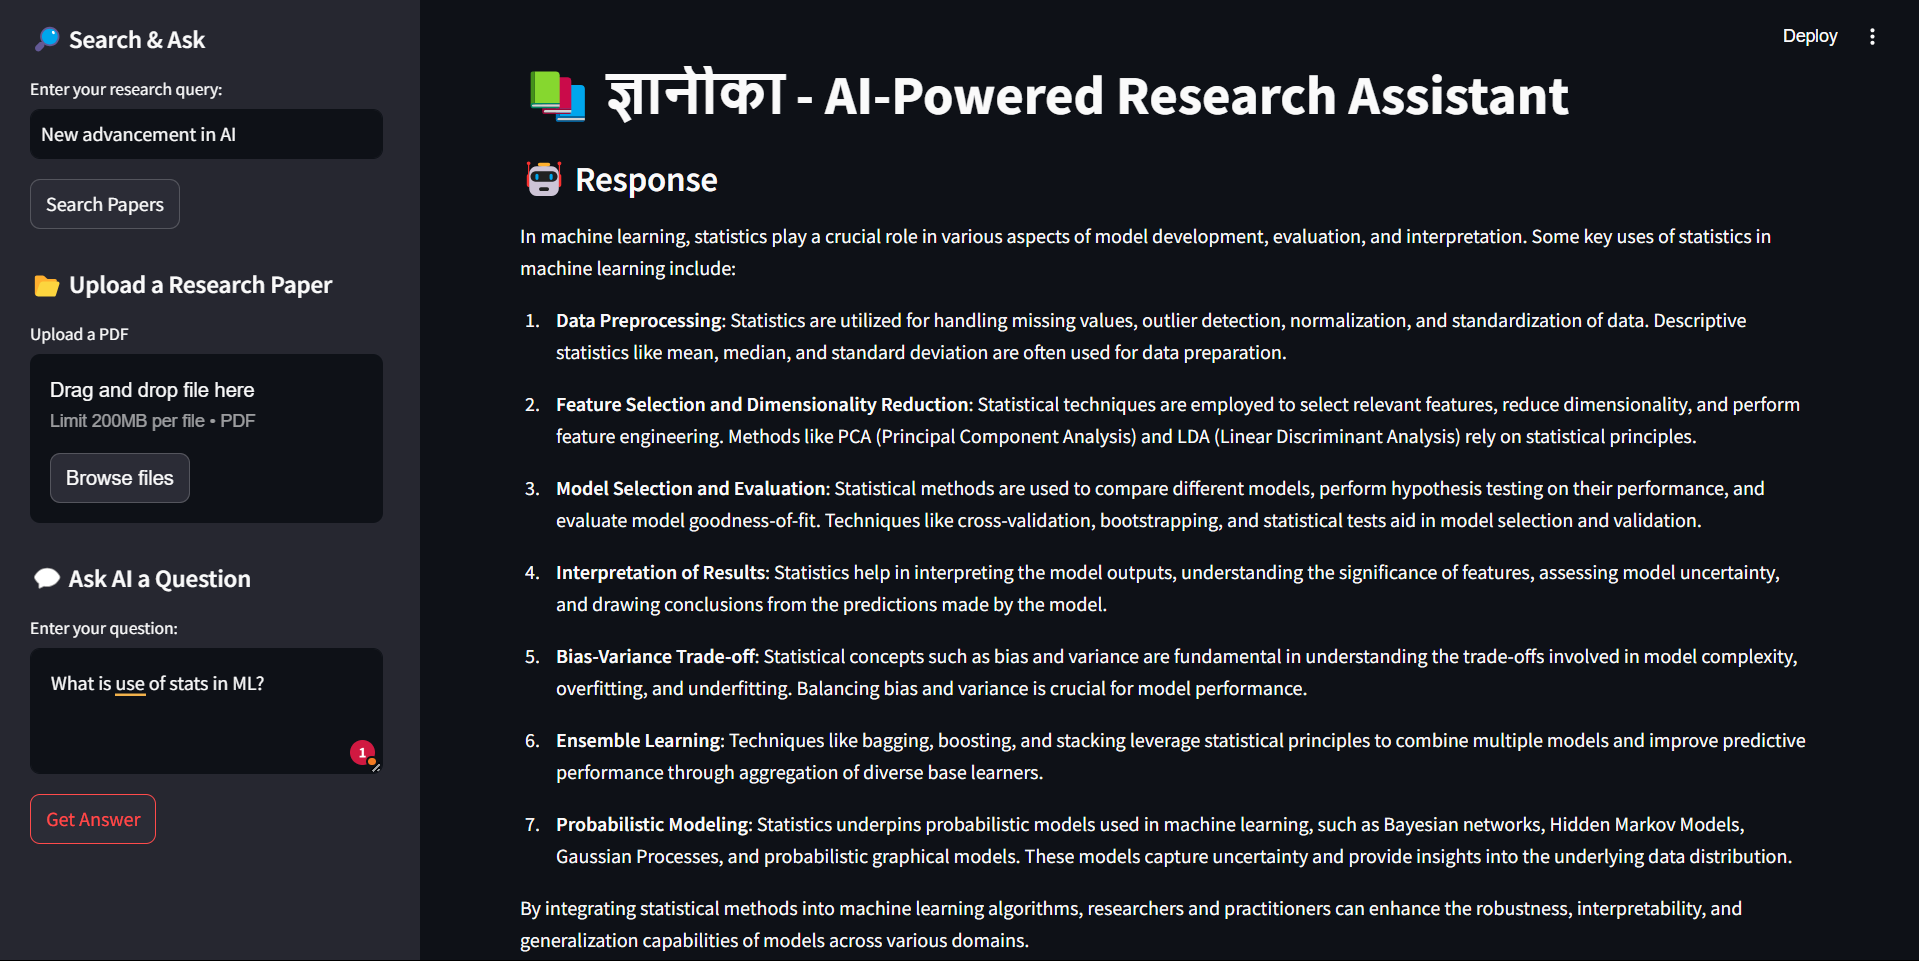 Search & Ask
Enter your research query:
New advancement in AI
Search Papers
Upload a Research Paper
Upload a PDF
Drag and drop file here
Limit 200MB per file • PDF
Browse files
Ask AI a Question
Enter your question:
What is use of stats in ML?
1
Get Answer
Deploy
ज्ञानीका - AI-Powered Research Assistant
Response
In machine learning, statistics play a crucial role in various aspects of model development, evaluation, and interpretation. Some key uses of statistics in
machine learning include:
1. Data Preprocessing: Statistics are utilized for handling missing values, outlier detection, normalization, and standardization of data. Descriptive
statistics like mean, median, and standard deviation are often used for data preparation.
2. Feature Selection and Dimensionality Reduction: Statistical techniques are employed to select relevant features, reduce dimensionality, and perform
feature engineering. Methods like PCA (Principal Component Analysis) and LDA (Linear Discriminant Analysis) rely on statistical principles.
3. Model Selection and Evaluation: Statistical methods are used to compare different models, perform hypothesis testing on their performance, and
evaluate model goodness-of-fit. Techniques like cross-validation, bootstrapping, and statistical tests aid in model selection and validation.
4. Interpretation of Results: Statistics help in interpreting the model outputs, understanding the significance of features, assessing model uncertainty,
and drawing conclusions from the predictions made by the model.
5. Bias-Variance Trade-off: Statistical concepts such as bias and variance are fundamental in understanding the trade-offs involved in model complexity,
overfitting, and underfitting. Balancing bias and variance is crucial for model performance.
6. Ensemble Learning: Techniques like bagging, boosting, and stacking leverage statistical principles to combine multiple models and improve predictive
performance through aggregation of diverse base learners.
7. Probabilistic Modeling: Statistics underpins probabilistic models used in machine learning, such as Bayesian networks, Hidden Markov Models,
Gaussian Processes, and probabilistic graphical models. These models capture uncertainty and provide insights into the underlying data distribution.
By integrating statistical methods into machine learning algorithms, researchers and practitioners can enhance the robustness, interpretability, and
generalization capabilities of models across various domains.